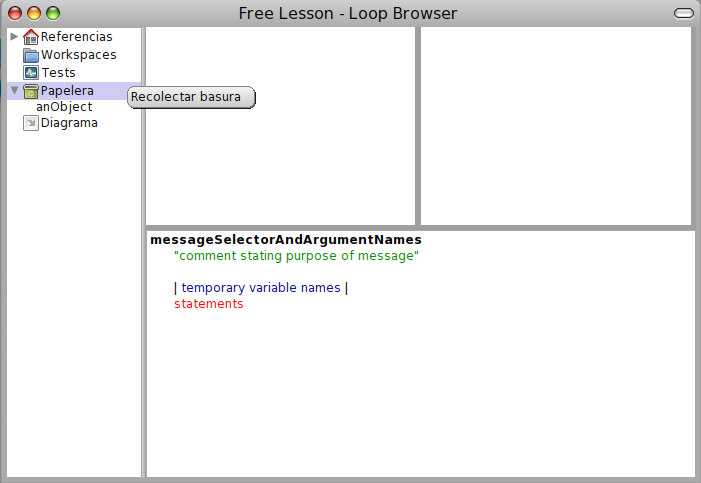 Free Lesson - Loop Browser
Referencias
Workspaces
Tests
Papelera
Recolectar basura
anObject
Diagrama
messageSelectorAndArgumentNames
"comment stating purpose of message"
| temporary variable names |
statements